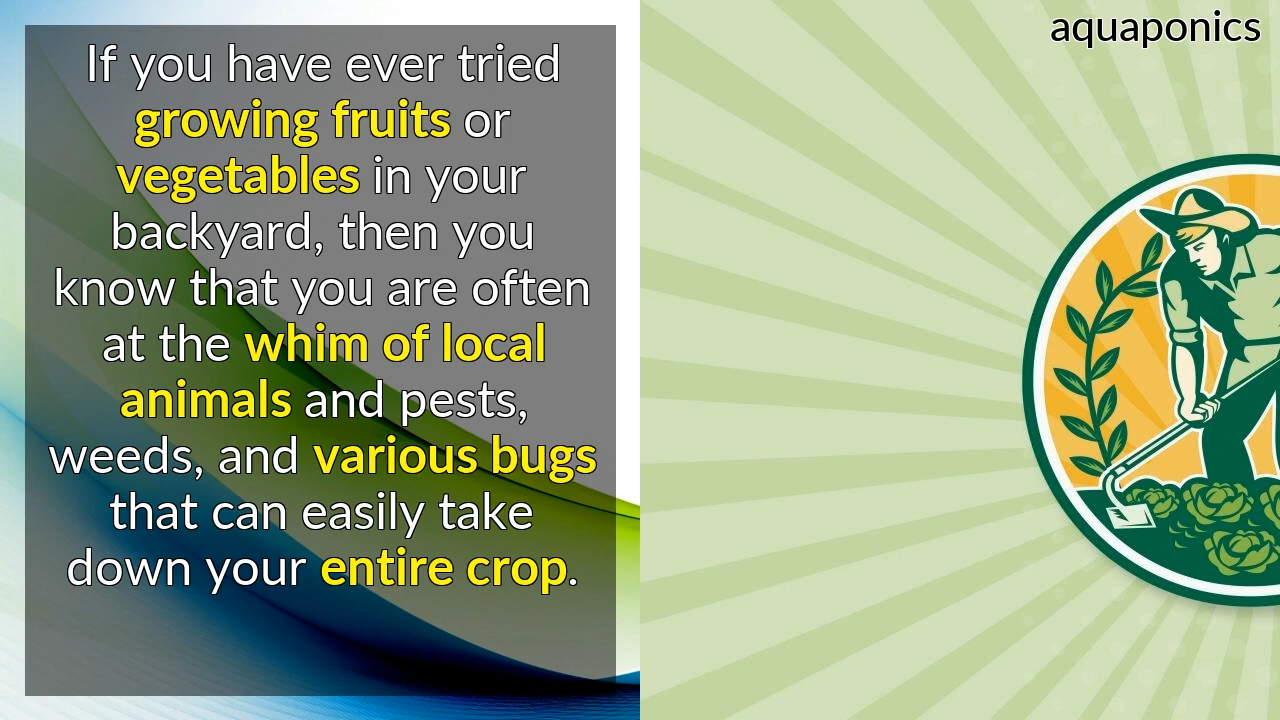 If you have ever tried
growing fruits or
vegetables in your
backyard, then you
know that you are often
at the whim of local
animals and pests,
weeds, and various bugs
that can easily take
down your entire crop.
aquaponics